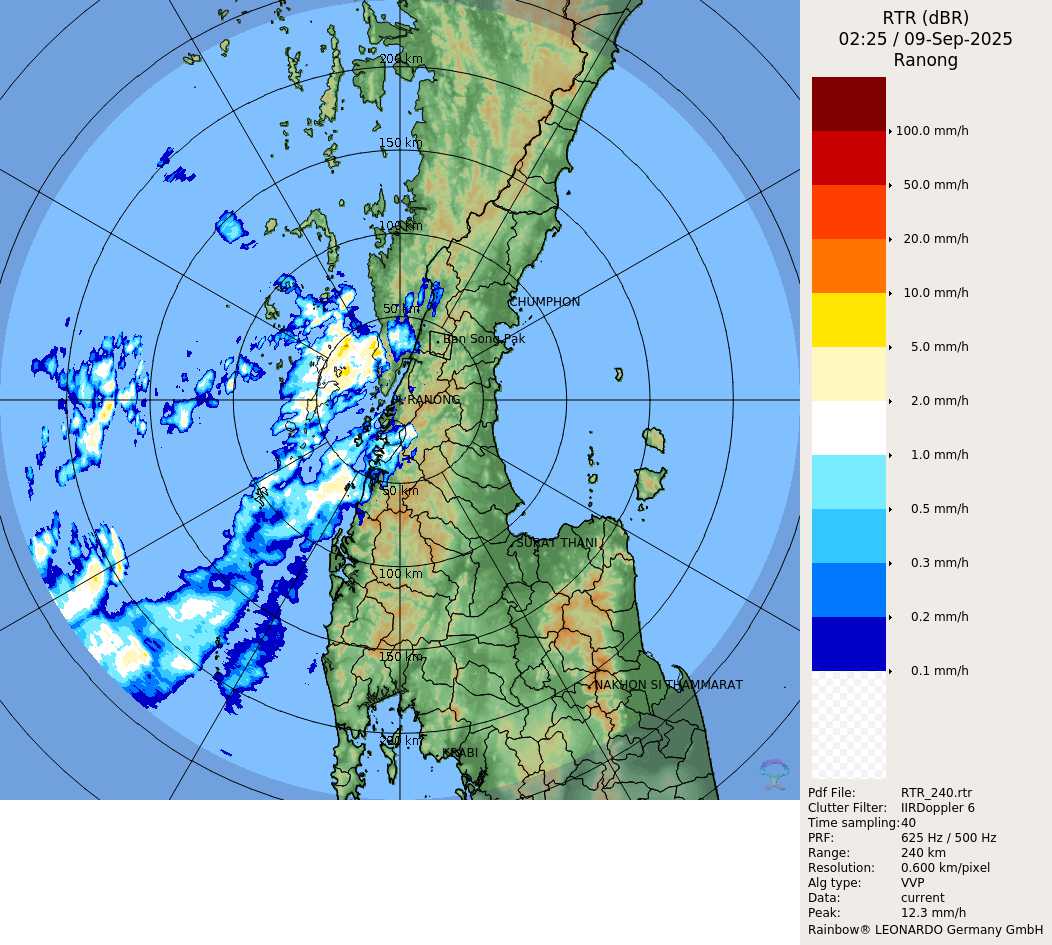 200 km
150 km
100 km
CHUMPHON
50 km
Ban Song Pak
RANONG
50 km
SURAT THANI
100 km
150 km
NAKHON SI THAMMARAT
200 km
KRABI
RTR (dBR)
02:25 / 09-Sep-2025
Ranong
100.0 mm/h
50.0 mm/h
20.0 mm/h
10.0 mm/h
5.0 mm/h
2.0 mm/h
1.0 mm/h
0.5 mm/h
0.3 mm/h
0.2 mm/h
0.1 mm/h
Pdf File: RTR_240.rtr
Clutter Filter: IIRDoppler 6
Time sampling:40
PRF: 625 Hz / 500 Hz
Range: 240 km
Resolution: 0.600 km/pixel
Alg type: VVP
Data: current
Peak: 12.3 mm/h
Rainbow® LEONARDO Germany GmbH